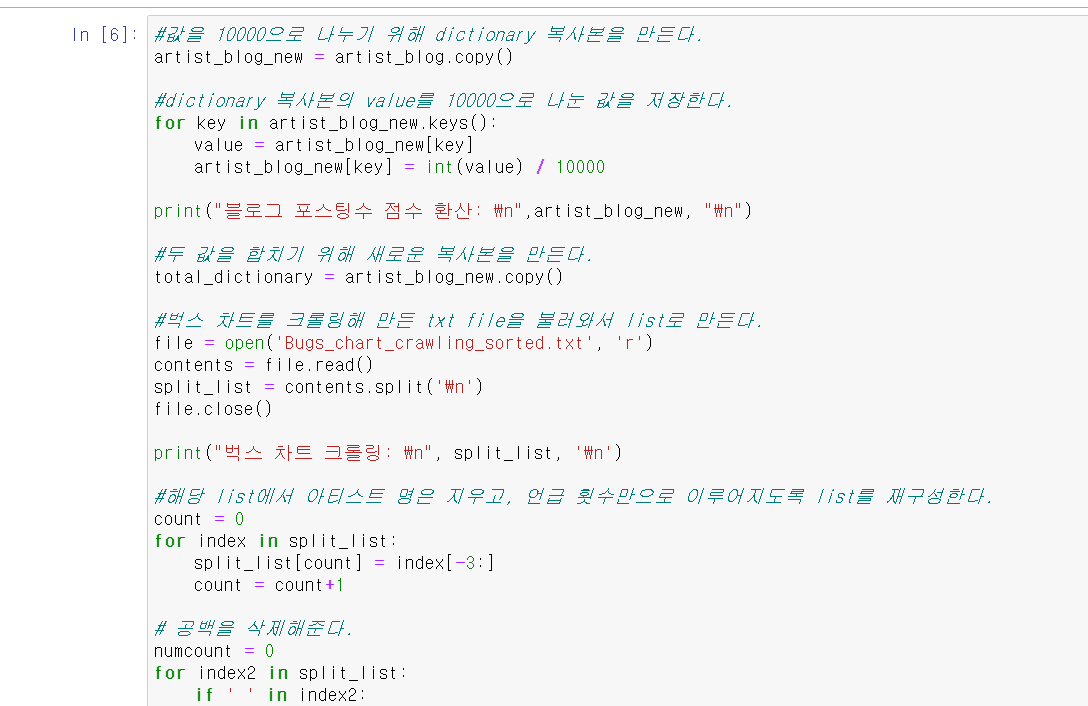 In [6]: #값을 10000으로 나누기 위해 dictionary 복사본을 만든다.
artist_blog_new = artist_blog.copy()
#dictionary 복사본의 value를 10000으로 나눈 값을 저장한다.
for key in artist_blog_new.keys():
    value = artist_blog_new[key]
    artist_blog_new[key] = int(value) / 10000
print("블로그 포스팅수 점수 환산: ₩n",artist_blog_new, "₩n")
#두 값을 합치기 위해 새로운 복사본을 만든다.
total_dictionary = artist_blog_new.copy()
#벅스 차트를 크롤링해 만든 txt file을 불러와서 list로 만든다.
file = open('Bugs_chart_crawling_sorted.txt', 'r')
contents = file.read()
split_list = contents.split('₩n')
file.close()
print("벅스 차트 크롤링: ₩n", split_list, '₩n')
#해당 list에서 아티스트 명은 지우고, 언급 횟수만으로 이루어지도록 list를 재구성한다.
count = 0
for index in split_list:
    split_list[count] = index[-3:]
    count = count+1
# 공백을 삭제해준다.
numcount = 0
for index2 in split_list:
    if ' ' in index2: